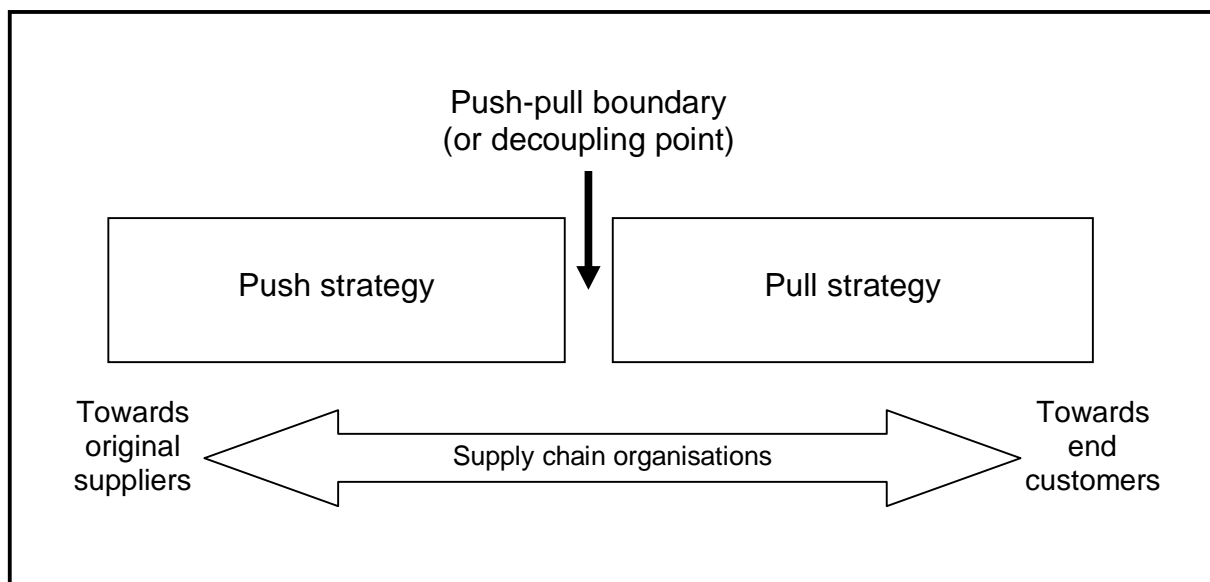 Push-pull boundary
(or decoupling point)
Push strategy
Pull strategy
Towards
original
suppliers
Supply chain organisations
Towards
end
customers